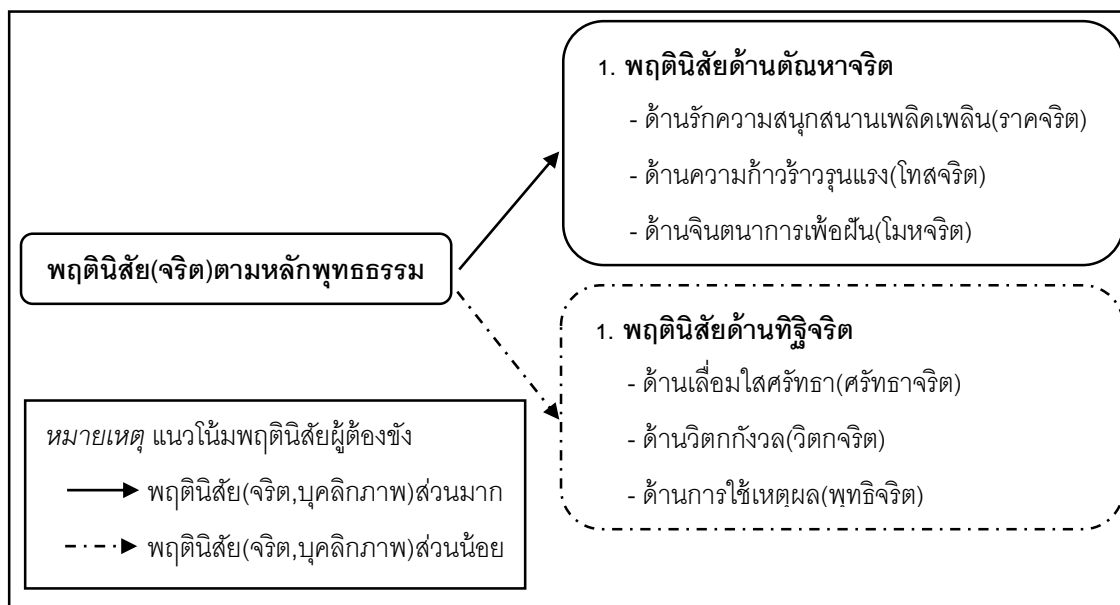 1. พฤตินิสัยด้านตัณหาจริต
- ด้านรักความสนุกสนานเพลิดเพลิน(ราคจริต)
- ด้านความก้าวร้าวรุนแรง(โทสจริต)
- ด้านจินตนาการเพ้อฝัน(โมหจริต)
พฤตินิสัย(จริต)ตามหลักพุทธธรรม
1. พฤตินิสัยด้านทิฐิจริต
- ด้านเลื่อมใสศรัทธา(ศรัทธาจริต)
- ด้านวิตกกังวล(วิตกจริต)
- ด้านการใช้เหตุผล(พุทธิจริต)
หมายเหตุ แนวโน้มพฤตินิสัยผู้ต้องขัง
พฤตินิสัย(จริต,บุคลิกภาพ)ส่วนมาก
พฤตินิสัย(จริต,บุคลิกภาพ)ส่วนน้อย